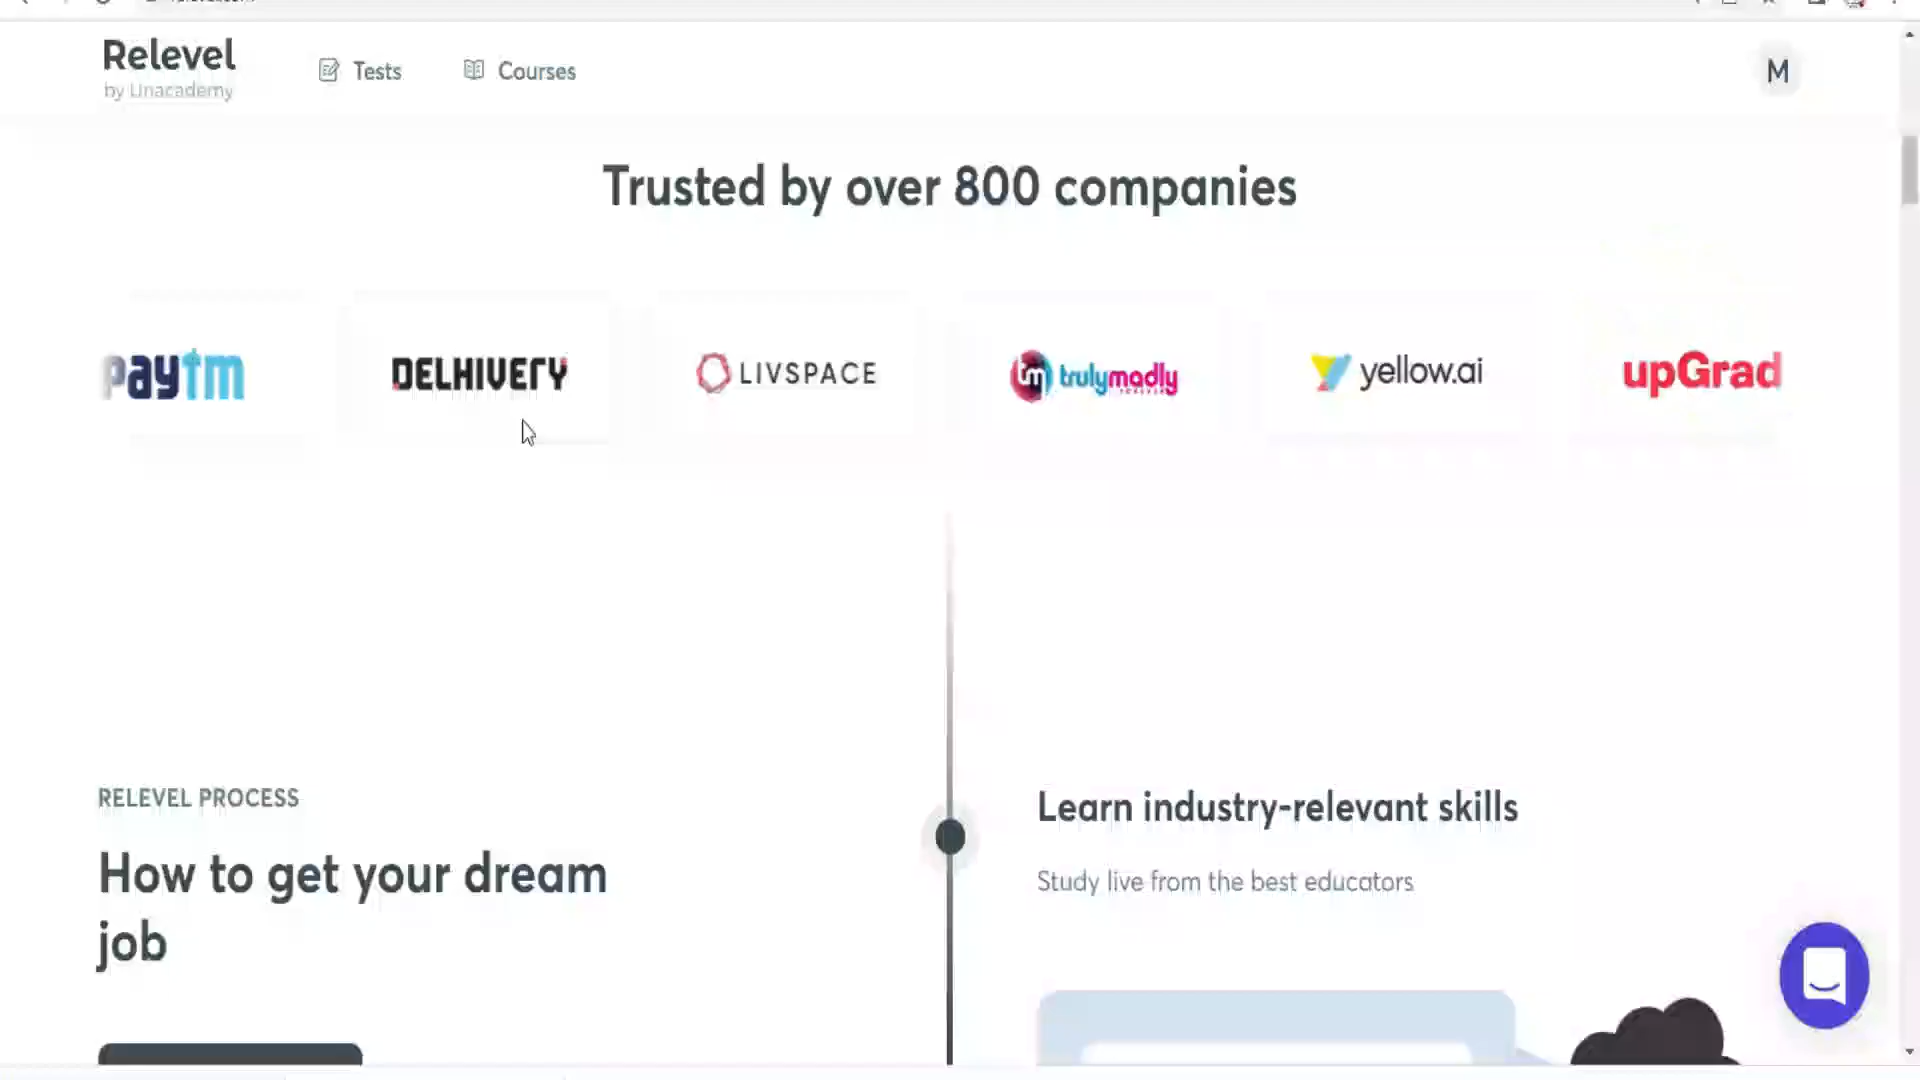 Relevel
by Unacademy
Tests
Courses
M
Trusted by over 800 companies
paytm
DELHIVERY
LIVSPACE
trulymadly
yellow.ai
upGrad
RELEVEL PROCESS
How to get your dream
job
Learn industry-relevant skills
Study live from the best educators